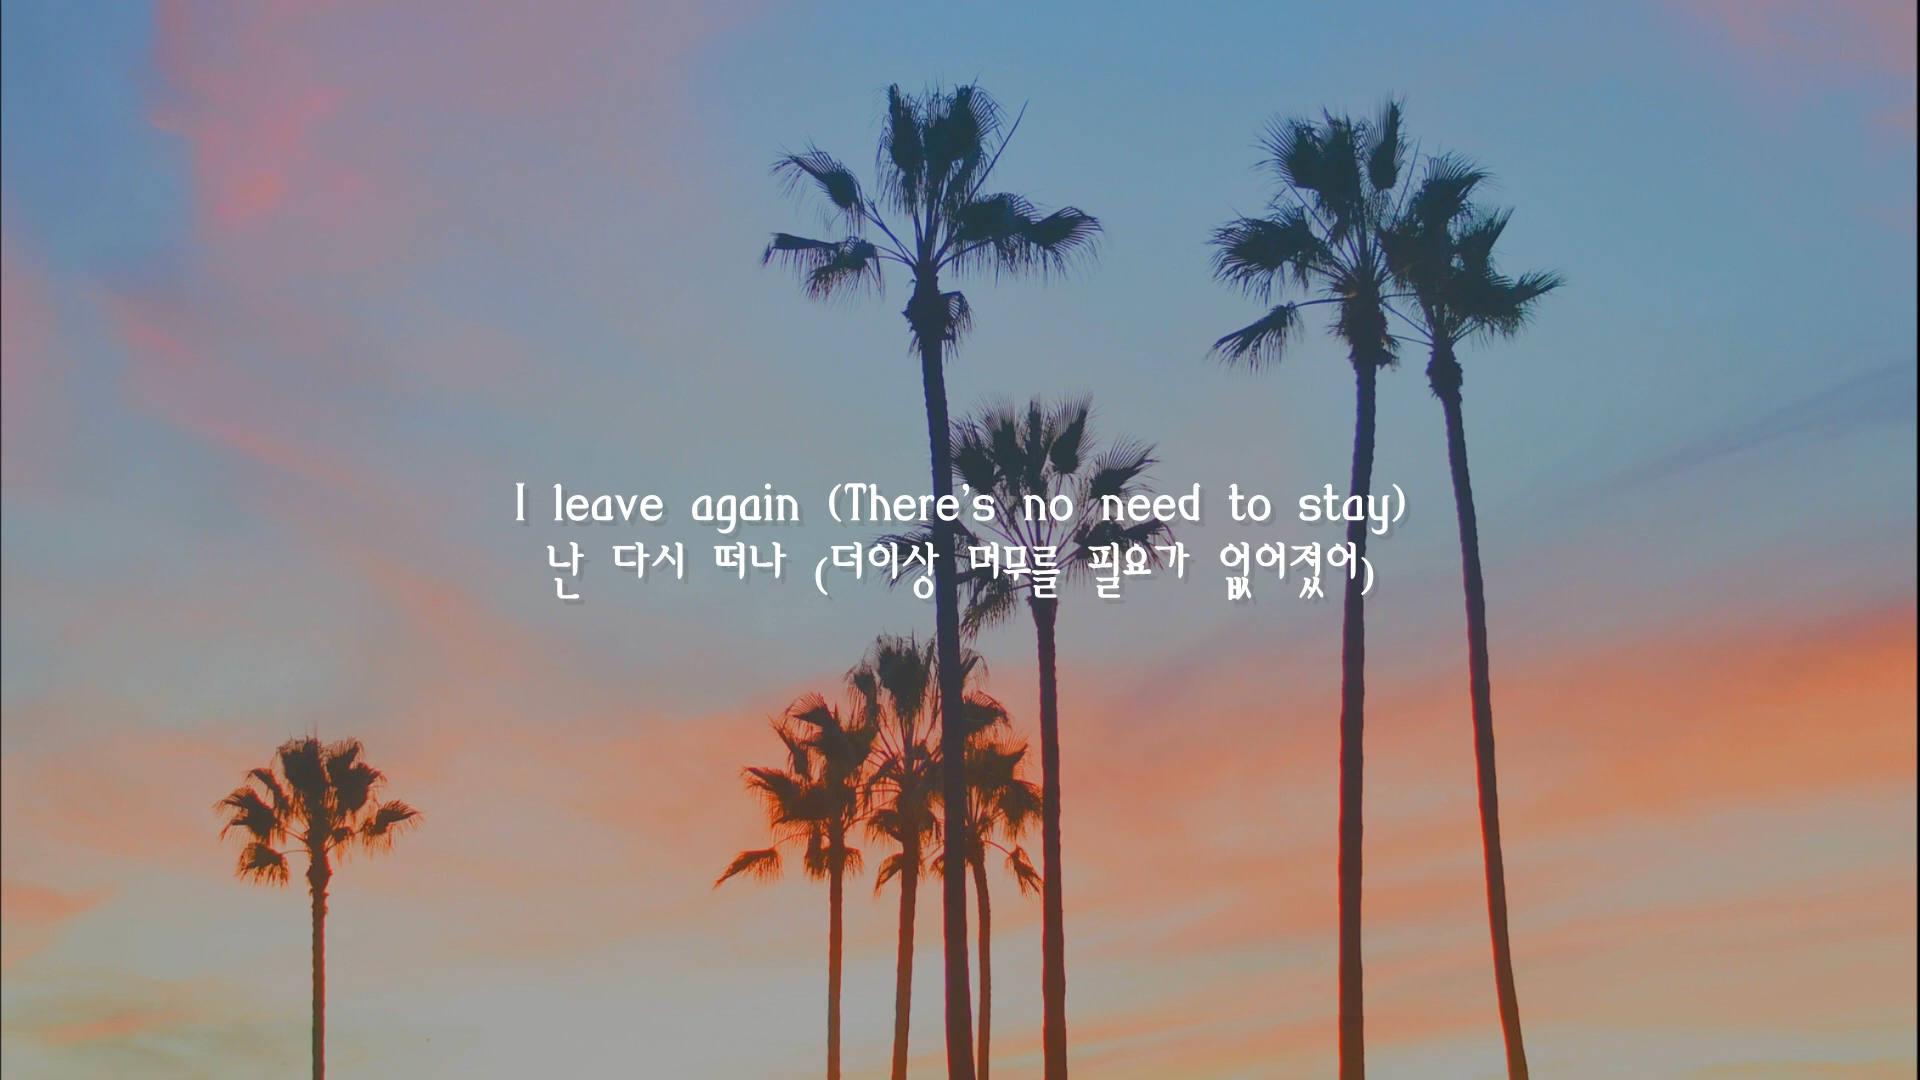 I leave again (There's no need to stay)
난 다시 떠나 (더이상 머무를 필요가 없어졌어)